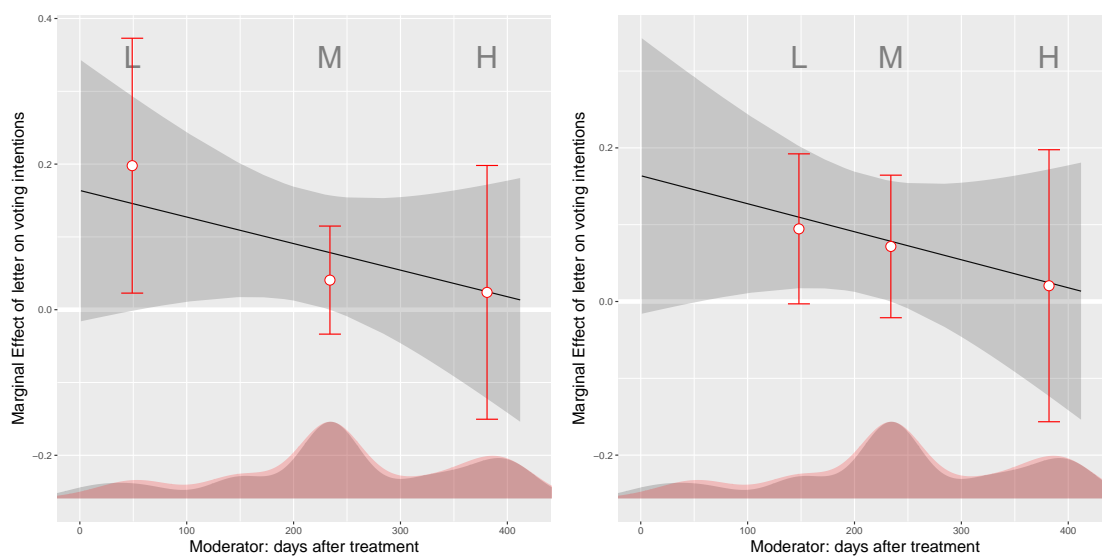 Marginal Effect of letter on voting intentions
0.4
0.2
0.0
−0.2
L M H
0 100 200 300 400
Moderator: days after treatment
Marginal Effect of letter on voting intentions
0.2
0.0
−0.2
L M H
0 100 200 300 400
Moderator: days after treatment